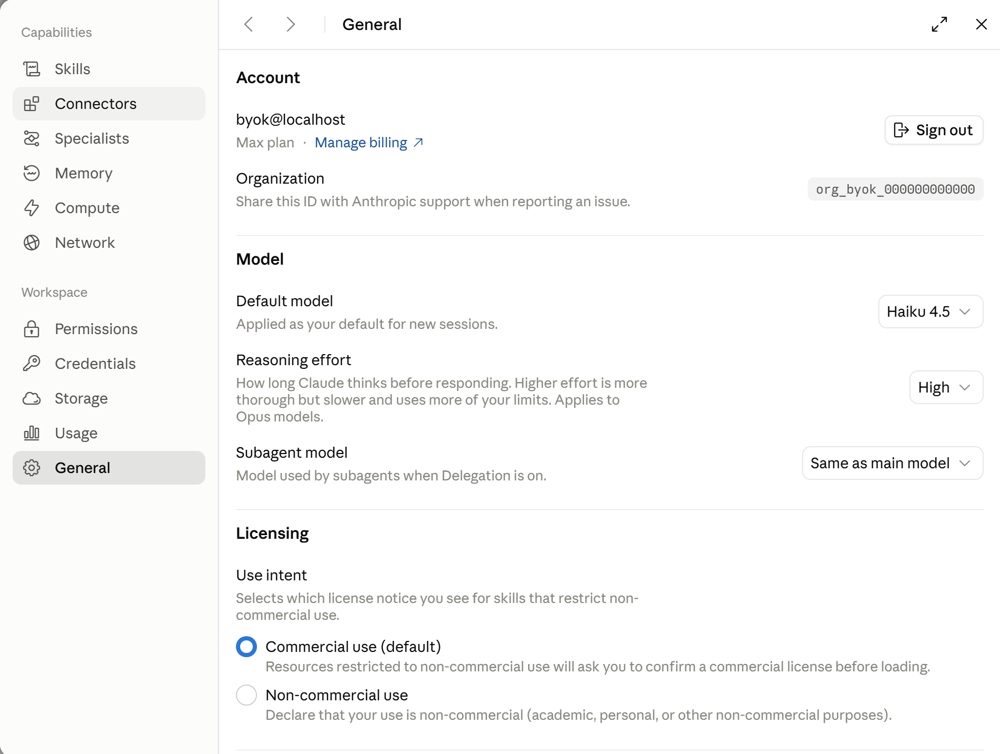 Capabilities
Skills
Connectors
Specialists
Memory
Compute
Network
Workspace
Permissions
Credentials
Storage
Usage
General
General
Account
byok@localhost
Max plan · Manage billing ↗
Sign out
Organization
Share this ID with Anthropic support when reporting an issue.
org_byok_000000000000
Model
Default model
Applied as your default for new sessions.
Haiku 4.5
Reasoning effort
How long Claude thinks before responding. Higher effort is more
thorough but slower and uses more of your limits. Applies to
Opus models.
High
Subagent model
Model used by subagents when Delegation is on.
Same as main model
Licensing
Use intent
Selects which license notice you see for skills that restrict non-
commercial use.
Commercial use (default)
Resources restricted to non-commercial use will ask you to confirm a commercial license before loading.
Non-commercial use
Declare that your use is non-commercial (academic, personal, or other non-commercial purposes).